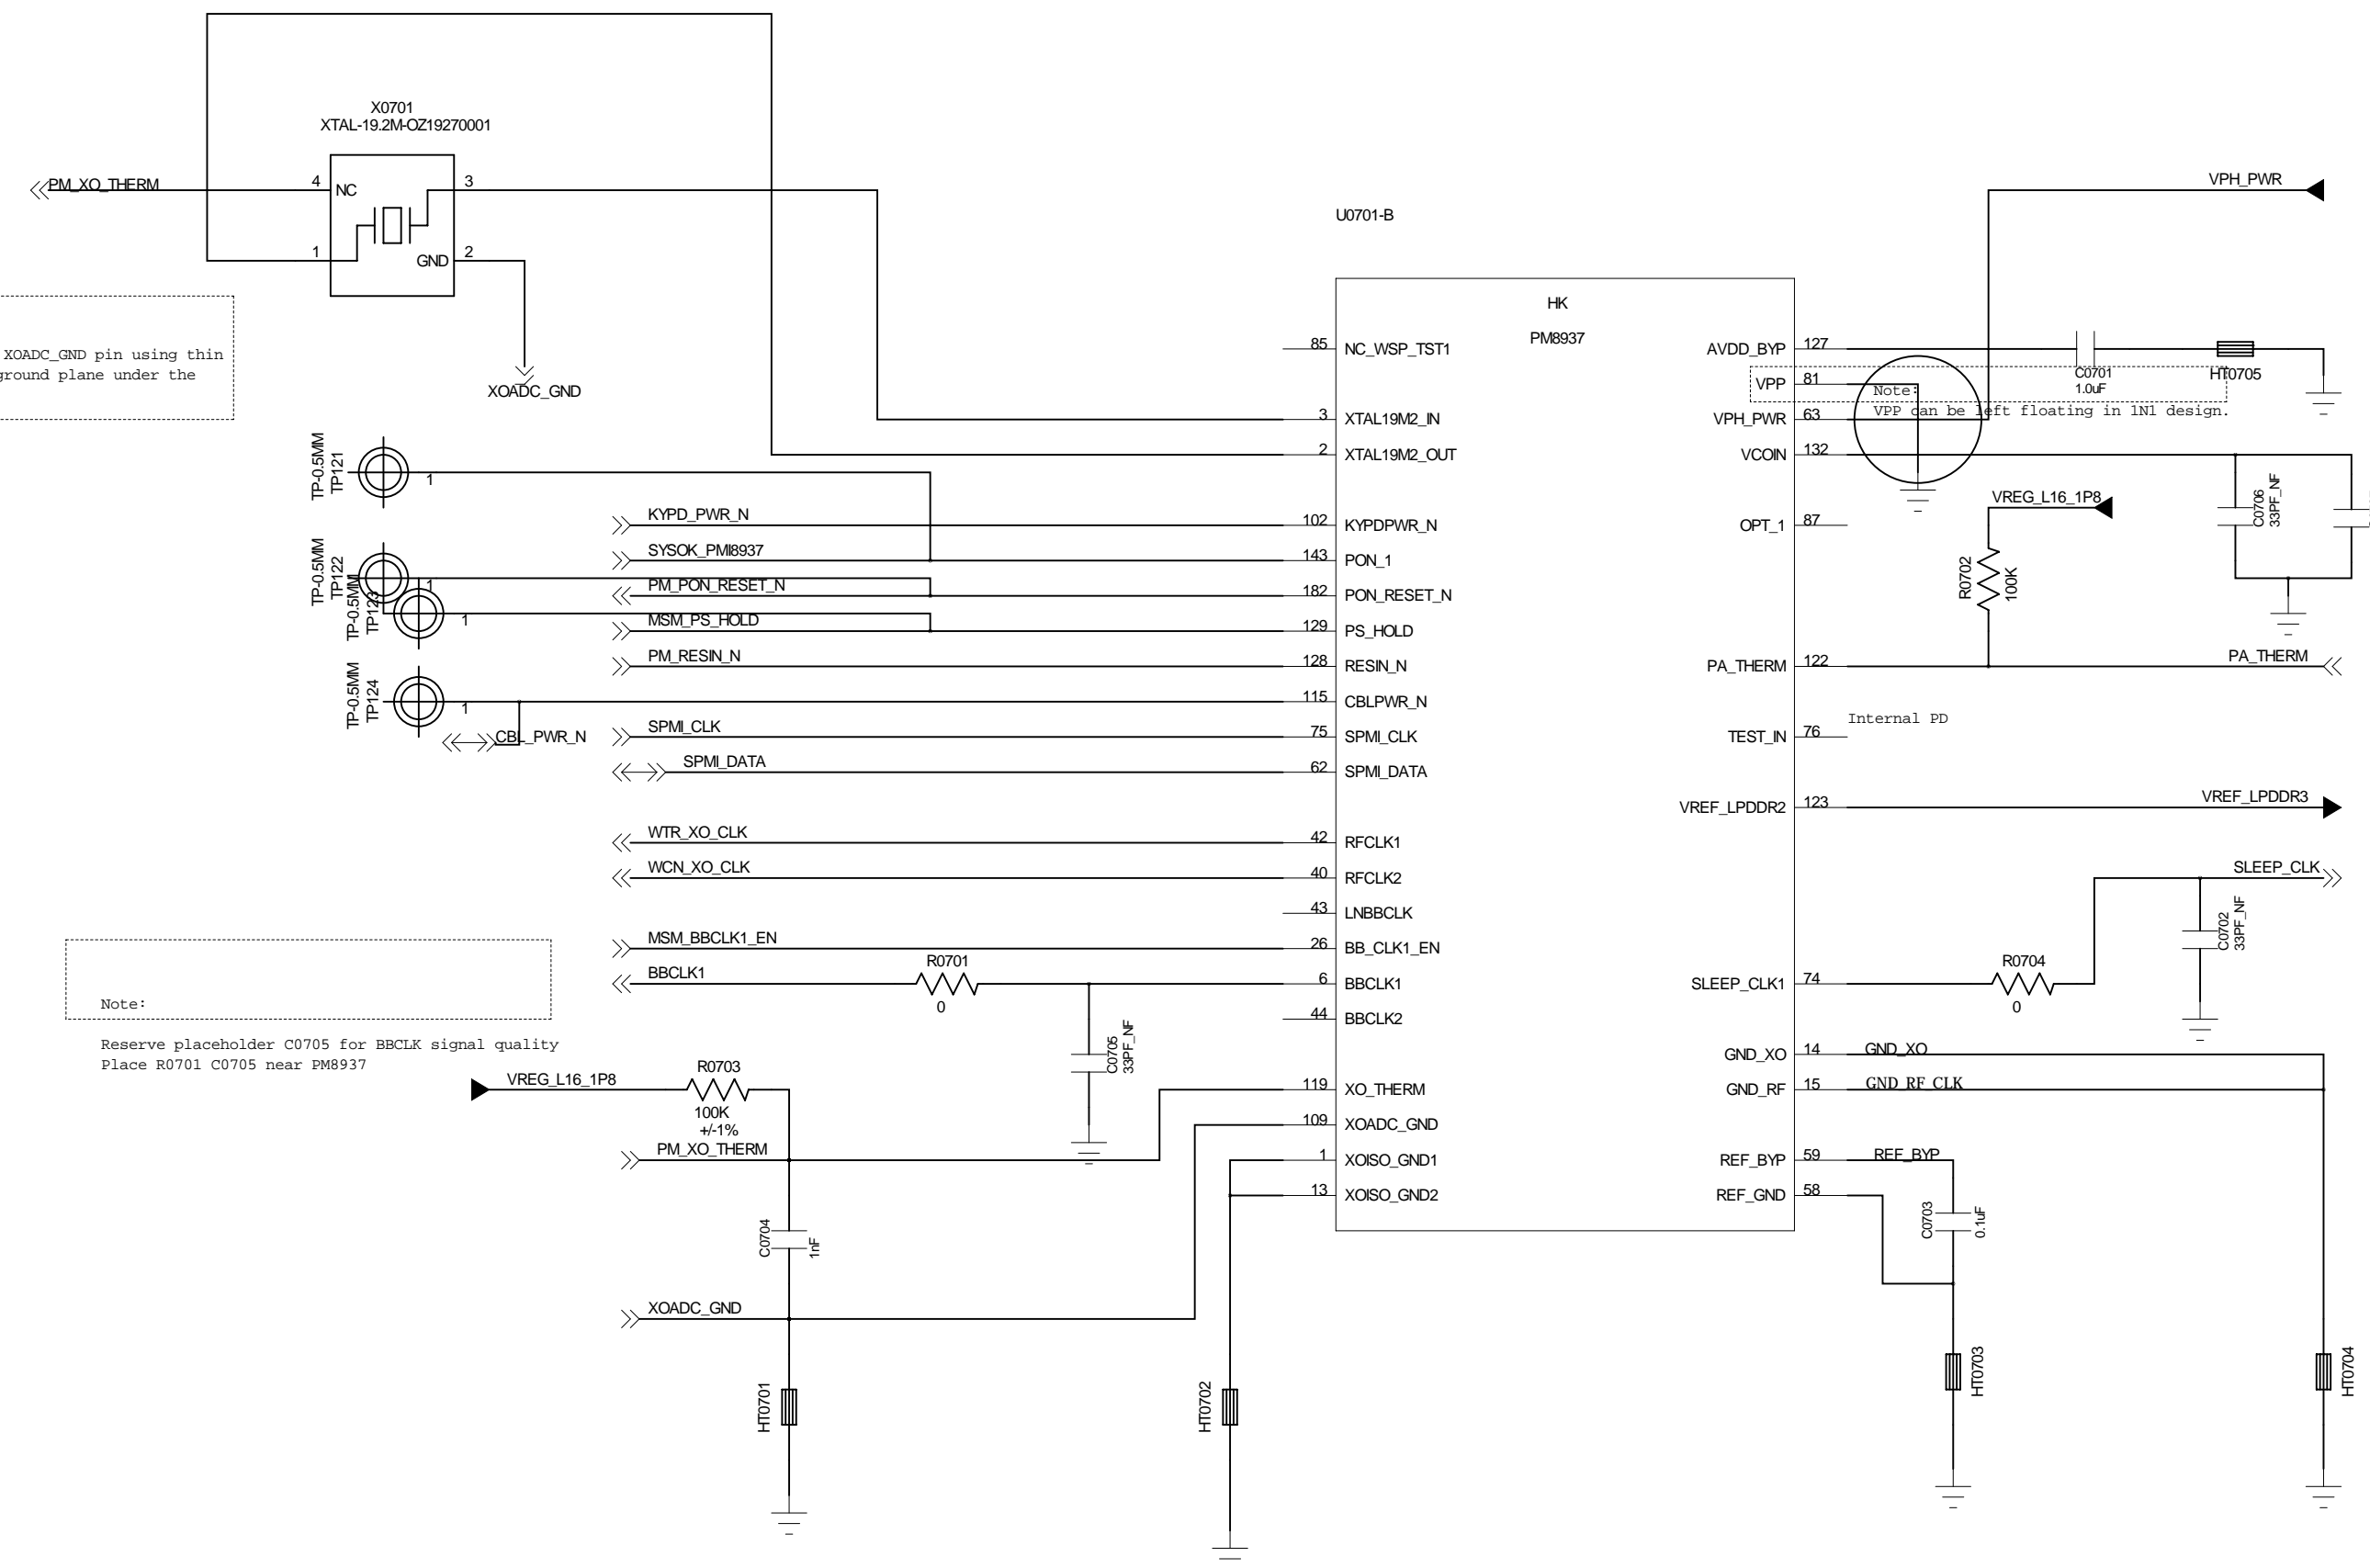 X0701
XTAL-19.2M-OZ19270001
PM_XO_THERM
4
NC
3
1
GND
2
XOADC_GND
XOADC_GND pin using thin
ground plane under the
TP-0.5MM
TP121
1
TP-0.5MM
TP122
1
TP-0.5MM
TP123
1
TP-0.5MM
TP124
1
CBL_PWR_N
KYPD_PWR_N
SYSOK_PMI8937
PM_PON_RESET_N
MSM_PS_HOLD
PM_RESIN_N
SPMI_CLK
SPMI_DATA
WTR_XO_CLK
WCN_XO_CLK
MSM_BBCLK1_EN
BBCLK1
R0701
0
C0705
33PF_NF
Note:
Reserve placeholder C0705 for BBCLK signal quality
Place R0701 C0705 near PM8937
VREG_L16_1P8
R0703
100K
+/-1%
PM_XO_THERM
C0704
1nF
XOADC_GND
HT0701
HT0702
U0701-B
HK
PM8937
85 NC_WSP_TST1
3 XTAL19M2_IN
2 XTAL19M2_OUT
102 KYPDPWR_N
143 PON_1
182 PON_RESET_N
129 PS_HOLD
128 RESIN_N
115 CBLPWR_N
75 SPMI_CLK
62 SPMI_DATA
42 RFCLK1
40 RFCLK2
43 LNBBCLK
26 BB_CLK1_EN
6 BBCLK1
44 BBCLK2
119 XO_THERM
109 XOADC_GND
1 XOISO_GND1
13 XOISO_GND2
AVDD_BYP 127
VPP 81
VPH_PWR 63
VCOIN 132
OPT_1 87
PA_THERM 122
TEST_IN 76
VREF_LPDDR2 123
SLEEP_CLK1 74
GND_XO 14
GND_RF 15
REF_BYP 59
REF_GND 58
VPH_PWR
C0701
1.0uF
HT0705
Note:
VPP can be left floating in 1N1 design.
VREG_L16_1P8
R0702
100K
C0706
33PF_NF
PA_THERM
Internal PD
VREF_LPDDR3
SLEEP_CLK
C0702
33PF_NF
R0704
0
GND_XO
GND_RF_CLK
REF_BYP
C0703
0.1uF
HT0703
HT0704